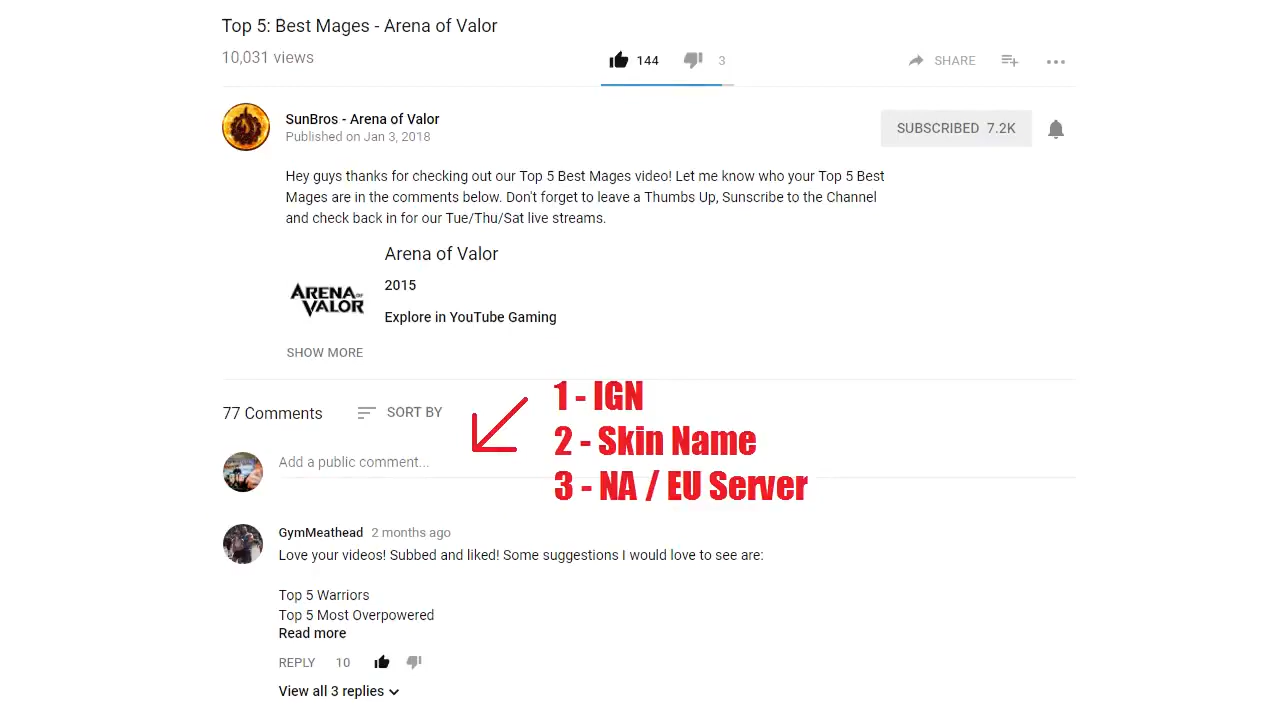 Top 5: Best Mages - Arena of Valor
10,031 views
144
3
SHARE
SunBros - Arena of Valor
Published on Jan 3, 2018
SUBSCRIBED 7.2K
Hey guys thanks for checking out our Top 5 Best Mages video! Let me know who your Top 5 Best
Mages are in the comments below. Don't forget to leave a Thumbs Up, Sunscribe to the Channel
and check back in for our Tue/Thu/Sat live streams.
Arena of Valor
2015
Explore in YouTube Gaming
ARENA OF
VALOR
SHOW MORE
77 Comments
SORT BY
1 - IGN
2 - Skin Name
3 - NA / EU Server
Add a public comment...
GymMeathead 2 months ago
Love your videos! Subbed and liked! Some suggestions I would love to see are:
Top 5 Warriors
Top 5 Most Overpowered
Read more
REPLY 10
View all 3 replies